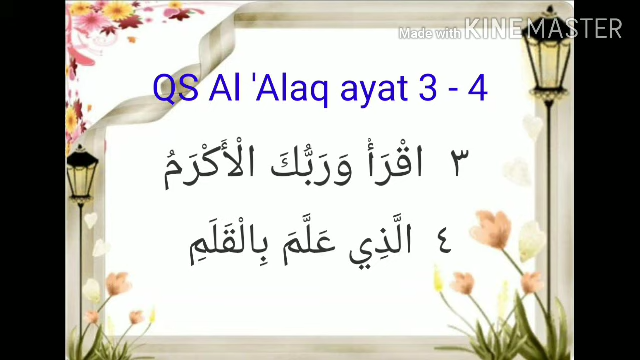 Made with KINEMASTER
QS Al 'Alaq ayat 3 - 4
٣ اقْرَأْ وَرَبُّكَ الْأَكْرَمُ
٤ الَّذِي عَلَّمَ بِالْقَلَمِ